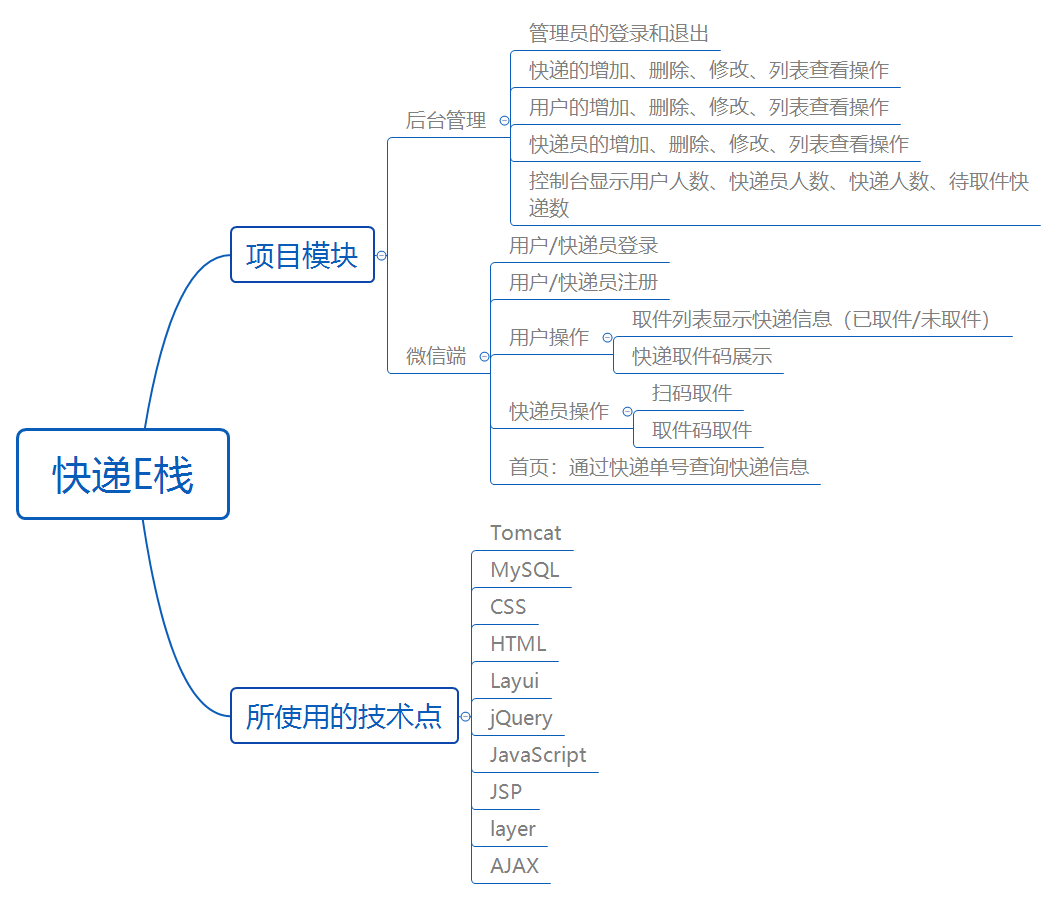 管理员的登录和退出
快递的增加、删除、修改、列表查看操作
后台管理
用户的增加、删除、修改、列表查看操作
快递员的增加、删除、修改、列表查看操作
控制台显示用户人数、快递员人数、快递人数、待取件快
递数
项目模块
用户/快递员登录
用户/快递员注册
微信端
用户操作
取件列表显示快递信息（已取件/未取件）
快递取件码展示
快递员操作
扫码取件
取件码取件
首页：通过快递单号查询快递信息
快递E栈
所使用的技术点
Tomcat
MySQL
CSS
HTML
Layui
jQuery
JavaScript
JSP
layer
AJAX